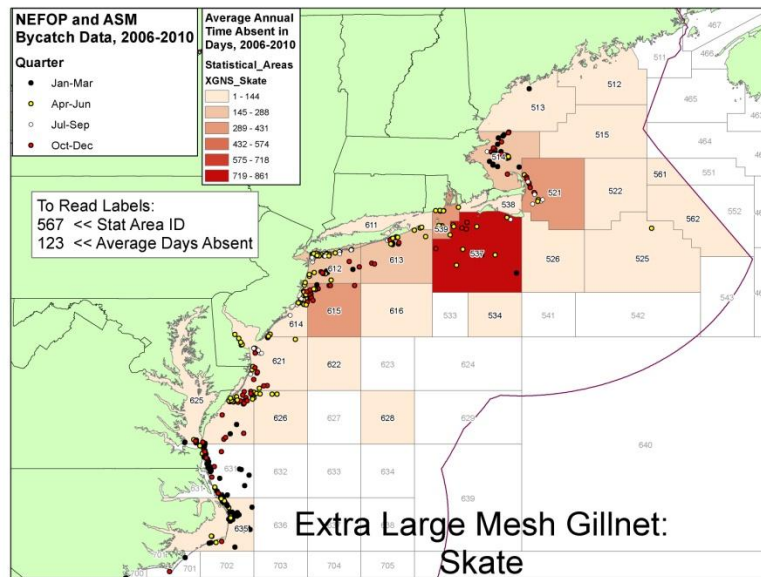 NEFOP and ASM
Bycatch Data, 2006-2010
Quarter
Jan-Mar
Apr-Jun
Jul-Sep
Oct-Dec
Average Annual
Time Absent in
Days, 2006-2010
Statistical_Areas
XGNS_Skate
1 - 144
145 - 288
289 - 431
432 - 574
575 - 718
719 - 861
To Read Labels:
567 << Stat Area ID
123 << Average Days Absent
467
511
512
465
513
515
464
514
551
561
521
522
552
538
562
611
539
537
526
525
613
612
543
615
616
533
534
541
542
614
621
622
623
624
625
626
627
628
629
640
631
632
633
634
639
635
636
701
702
703
704
705
700
Extra Large Mesh Gillnet:
Skate